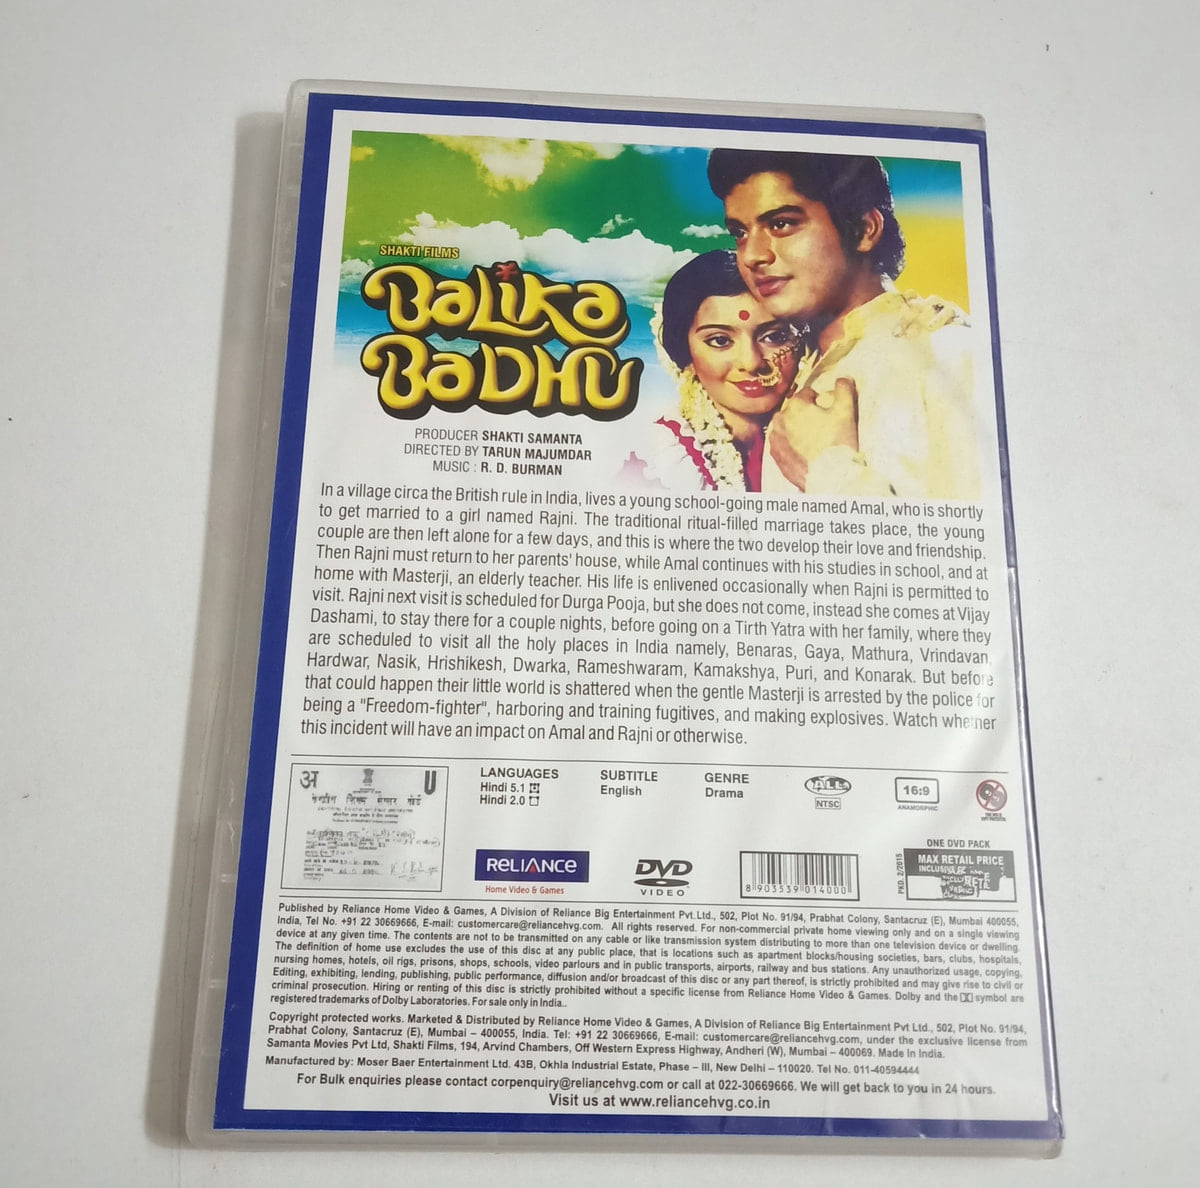 SHAKTI FILMS
BALIKA
BADHU
PRODUCER SHAKTI SAMANTA
DIRECTED BY TARUN MAJUMDAR
MUSIC : R. D. BURMAN
In a village circa the British rule in India, lives a young school-going male named Amal, who is shortly
to get married to a girl named Rajni. The traditional ritual-filled marriage takes place, the young
couple are then left alone for a few days, and this is where the two develop their love and friendship.
Then Rajni must return to her parents' house, while Amal continues with his studies in school, and at
home with Masterji, an elderly teacher. His life is enlivened occasionally when Rajni is permitted to
visit. Rajni next visit is scheduled for Durga Pooja, but she does not come, instead she comes at Vijay
Dashami, to stay there for a couple nights, before going on a Tirth Yatra with her family, where they
are scheduled to visit all the holy places in India namely, Benaras, Gaya, Mathura, Vrindavan,
Hardwar, Nasik, Hrishikesh, Dwarka, Rameshwaram, Kamakshya, Puri, and Konarak. But before
that could happen their little world is shattered when the gentle Masterji is arrested by the police for
being a "Freedom-fighter", harboring and training fugitives, and making explosives. Watch whether
this incident will have an impact on Amal and Rajni or otherwise.
अ U
LANGUAGES
Hindi 5.1
Hindi 2.0
SUBTITLE
English
GENRE
Drama
ALL
NTSC
16:9
ANAMORPHIC
RELIANCE
Home Video & Games
DVD
VIDEO
8 903539 014000
PKD. 2/2015
ONE DVD PACK
MAX RETAIL PRICE
Published by Reliance Home Video & Games, A Division of Reliance Big Entertainment Pvt. Ltd., 502, Plot No. 91/94, Prabhat Colony, Santacruz (E), Mumbai 400055,
India, Tel No. +91 22 30669666, E-mail: customercare@reliancehvg.com. All rights reserved. For non-commercial private home viewing only and on a single viewing
device at any given time. The contents are not to be transmitted on any cable or like transmission system distributing to more than one television device or dwelling.
The definition of home use excludes the use of this disc at any public place, that is locations such as apartment blocks/housing societies, bars, clubs, hospitals,
nursing homes, hotels, oil rigs, prisons, shops, schools, video parlours and in public transports, airports, railway and bus stations. Any unauthorized usage, copying,
Editing, exhibiting, lending, publishing, public performance, diffusion and/or broadcast of this disc or any part thereof, is strictly prohibited and may give rise to civil or
criminal prosecution. Hiring or renting of this disc is strictly prohibited without a specific license from Reliance Home Video & Games. Dolby and the symbol are
registered trademarks of Dolby Laboratories. For sale only in India..
Copyright protected works. Marketed & Distributed by Reliance Home Video & Games, A Division of Reliance Big Entertainment Pvt Ltd., 502, Plot No. 91/94,
Prabhat Colony, Santacruz (E), Mumbai – 400055, India. Tel: +91 22 30669666, E-mail: customercare@reliancehvg.com, under the exclusive license from
Samanta Movies Pvt Ltd, Shakti Films, 194, Arvind Chambers, Off Western Express Highway, Andheri (W), Mumbai – 400069. Made In India.
Manufactured by: Moser Baer Entertainment Ltd. 43B, Okhla Industrial Estate, Phase – III, New Delhi – 110020. Tel No. 011-40594444
For Bulk enquiries please contact corpenquiry@reliancehvg.com or call at 022-30669666. We will get back to you in 24 hours.
Visit us at www.reliancehvg.co.in